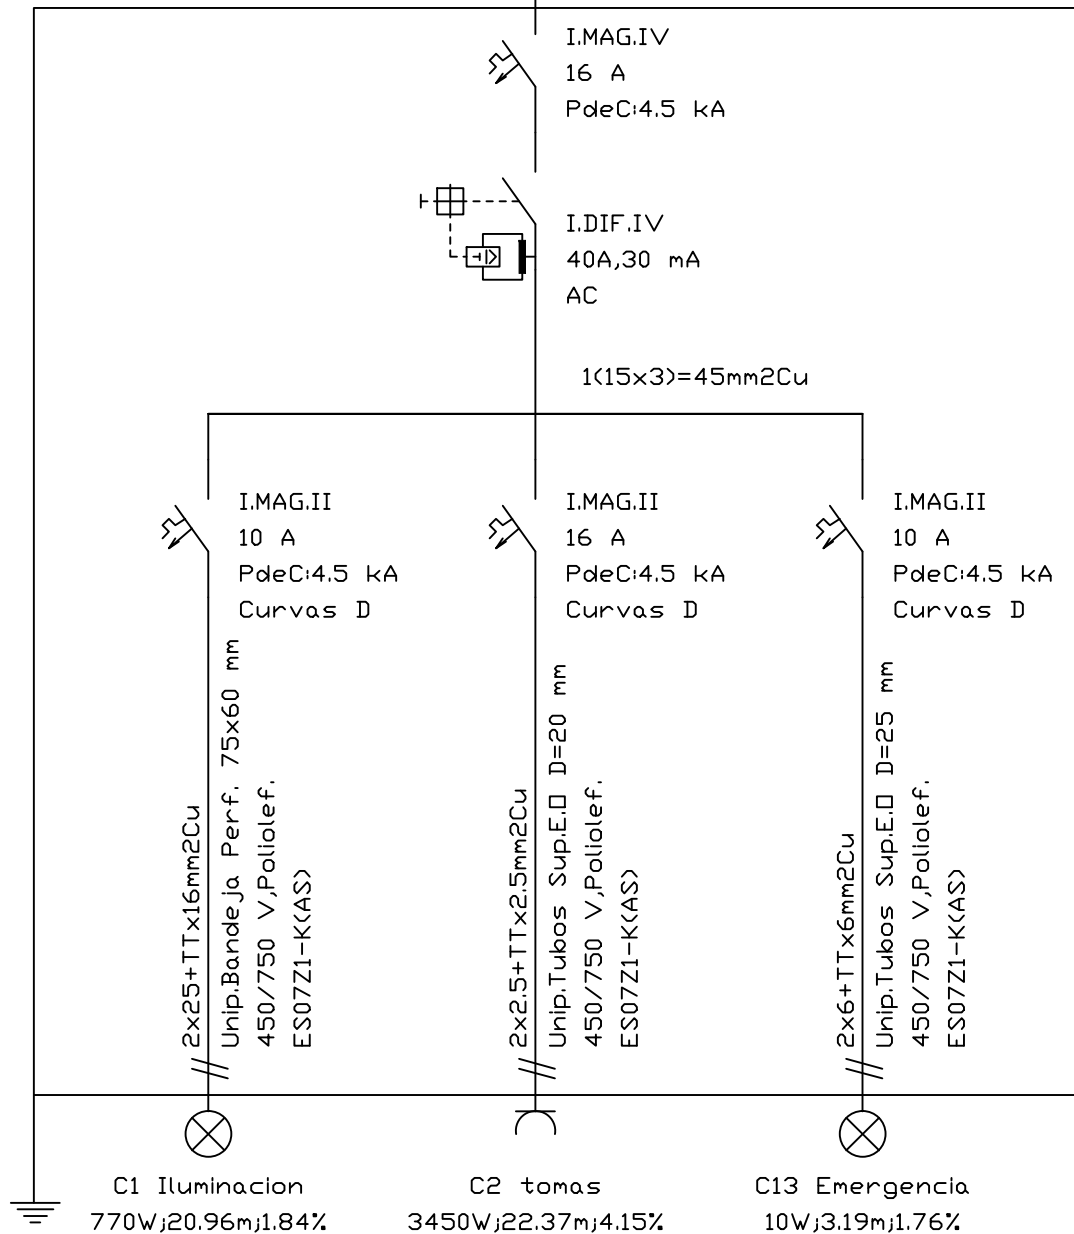 I.MAG.IV
16 A
PdeC:4.5 kA
I.DIF.IV
40A,30 mA
AC
1(15x3)=45mm2Cu
I.MAG.II
10 A
PdeC:4.5 kA
Curvas D
2x25+TTx16mm2Cu
Unip.Bandeja Perf. 75x60 mm
450/750 V,Poliolef.
ES07Z1-K(AS)
I.MAG.II
16 A
PdeC:4.5 kA
Curvas D
2x2.5+TTx2.5mm2Cu
Unip.Tubos Sup.E.O D=20 mm
450/750 V,Poliolef.
ES07Z1-K(AS)
I.MAG.II
10 A
PdeC:4.5 kA
Curvas D
2x6+TTx6mm2Cu
Unip.Tubos Sup.E.O D=25 mm
450/750 V,Poliolef.
ES07Z1-K(AS)
C1 Iluminacion
770W;20.96m;1.84%
C2 tomas
3450W;22.37m;4.15%
C13 Emergencia
10W;3.19m;1.76%